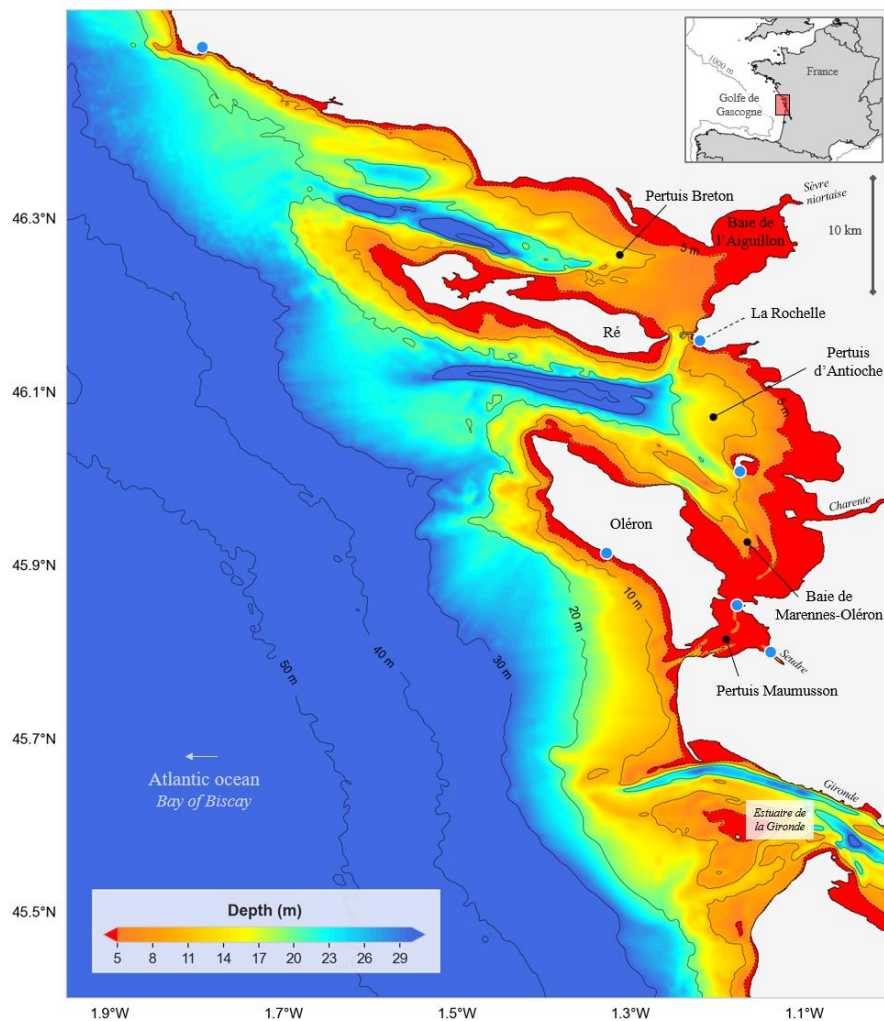 1000 m
France
Golfe de
Gascogne
Sèvre
niortaise
10 km
46.3°N
Pertuis Breton
Baie de
l'Aiguillon
5 m
La Rochelle
Ré
Pertuis
d'Antioche
46.1°N
5 m
Charente
Oléron
45.9°N
Baie de
Marennes-Oléron
10 m
20 m
30 m
40 m
50 m
Seudre
Pertuis Maumusson
45.7°N
Atlantic ocean
Bay of Biscay
Gironde
Estuaire de
la Gironde
45.5°N
Depth (m)
5 8 11 14 17 20 23 26 29
1.9°W 1.7°W 1.5°W 1.3°W 1.1°W